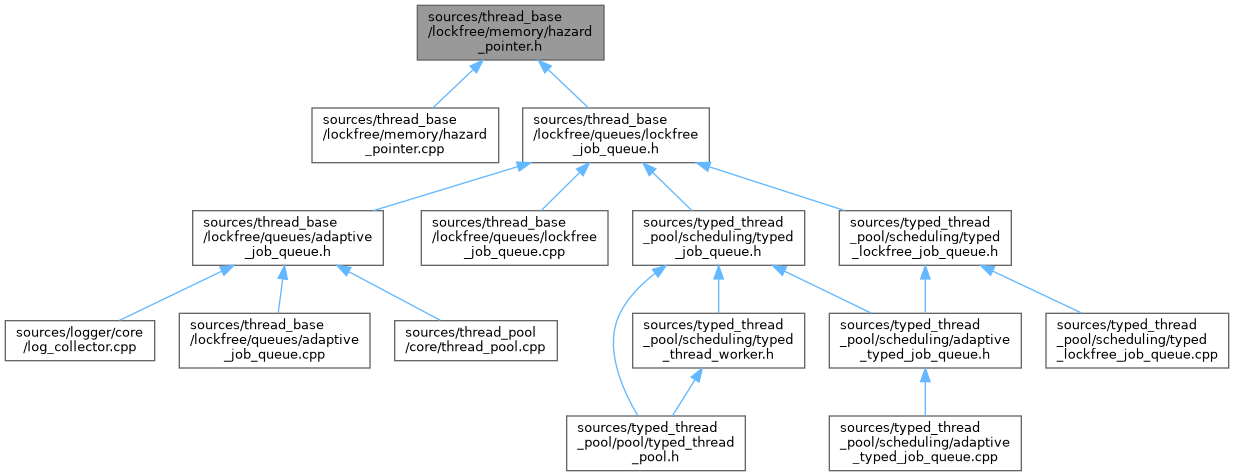 sources/thread_base
/lockfree/memory/hazard
_pointer.h
sources/thread_base
/lockfree/memory/hazard
_pointer.cpp
sources/thread_base
/lockfree/queues/lockfree
_job_queue.h
sources/thread_base
/lockfree/queues/adaptive
_job_queue.h
sources/thread_base
/lockfree/queues/lockfree
_job_queue.cpp
sources/typed_thread
_pool/scheduling/typed
_job_queue.h
sources/typed_thread
_pool/scheduling/typed
_lockfree_job_queue.h
sources/logger/core
/log_collector.cpp
sources/thread_base
/lockfree/queues/adaptive
_job_queue.cpp
sources/thread_pool
/core/thread_pool.cpp
sources/typed_thread
_pool/scheduling/typed
_thread_worker.h
sources/typed_thread
_pool/scheduling/adaptive
_typed_job_queue.h
sources/typed_thread
_pool/scheduling/typed
_lockfree_job_queue.cpp
sources/typed_thread
_pool/pool/typed_thread
_pool.h
sources/typed_thread
_pool/scheduling/adaptive
_typed_job_queue.cpp